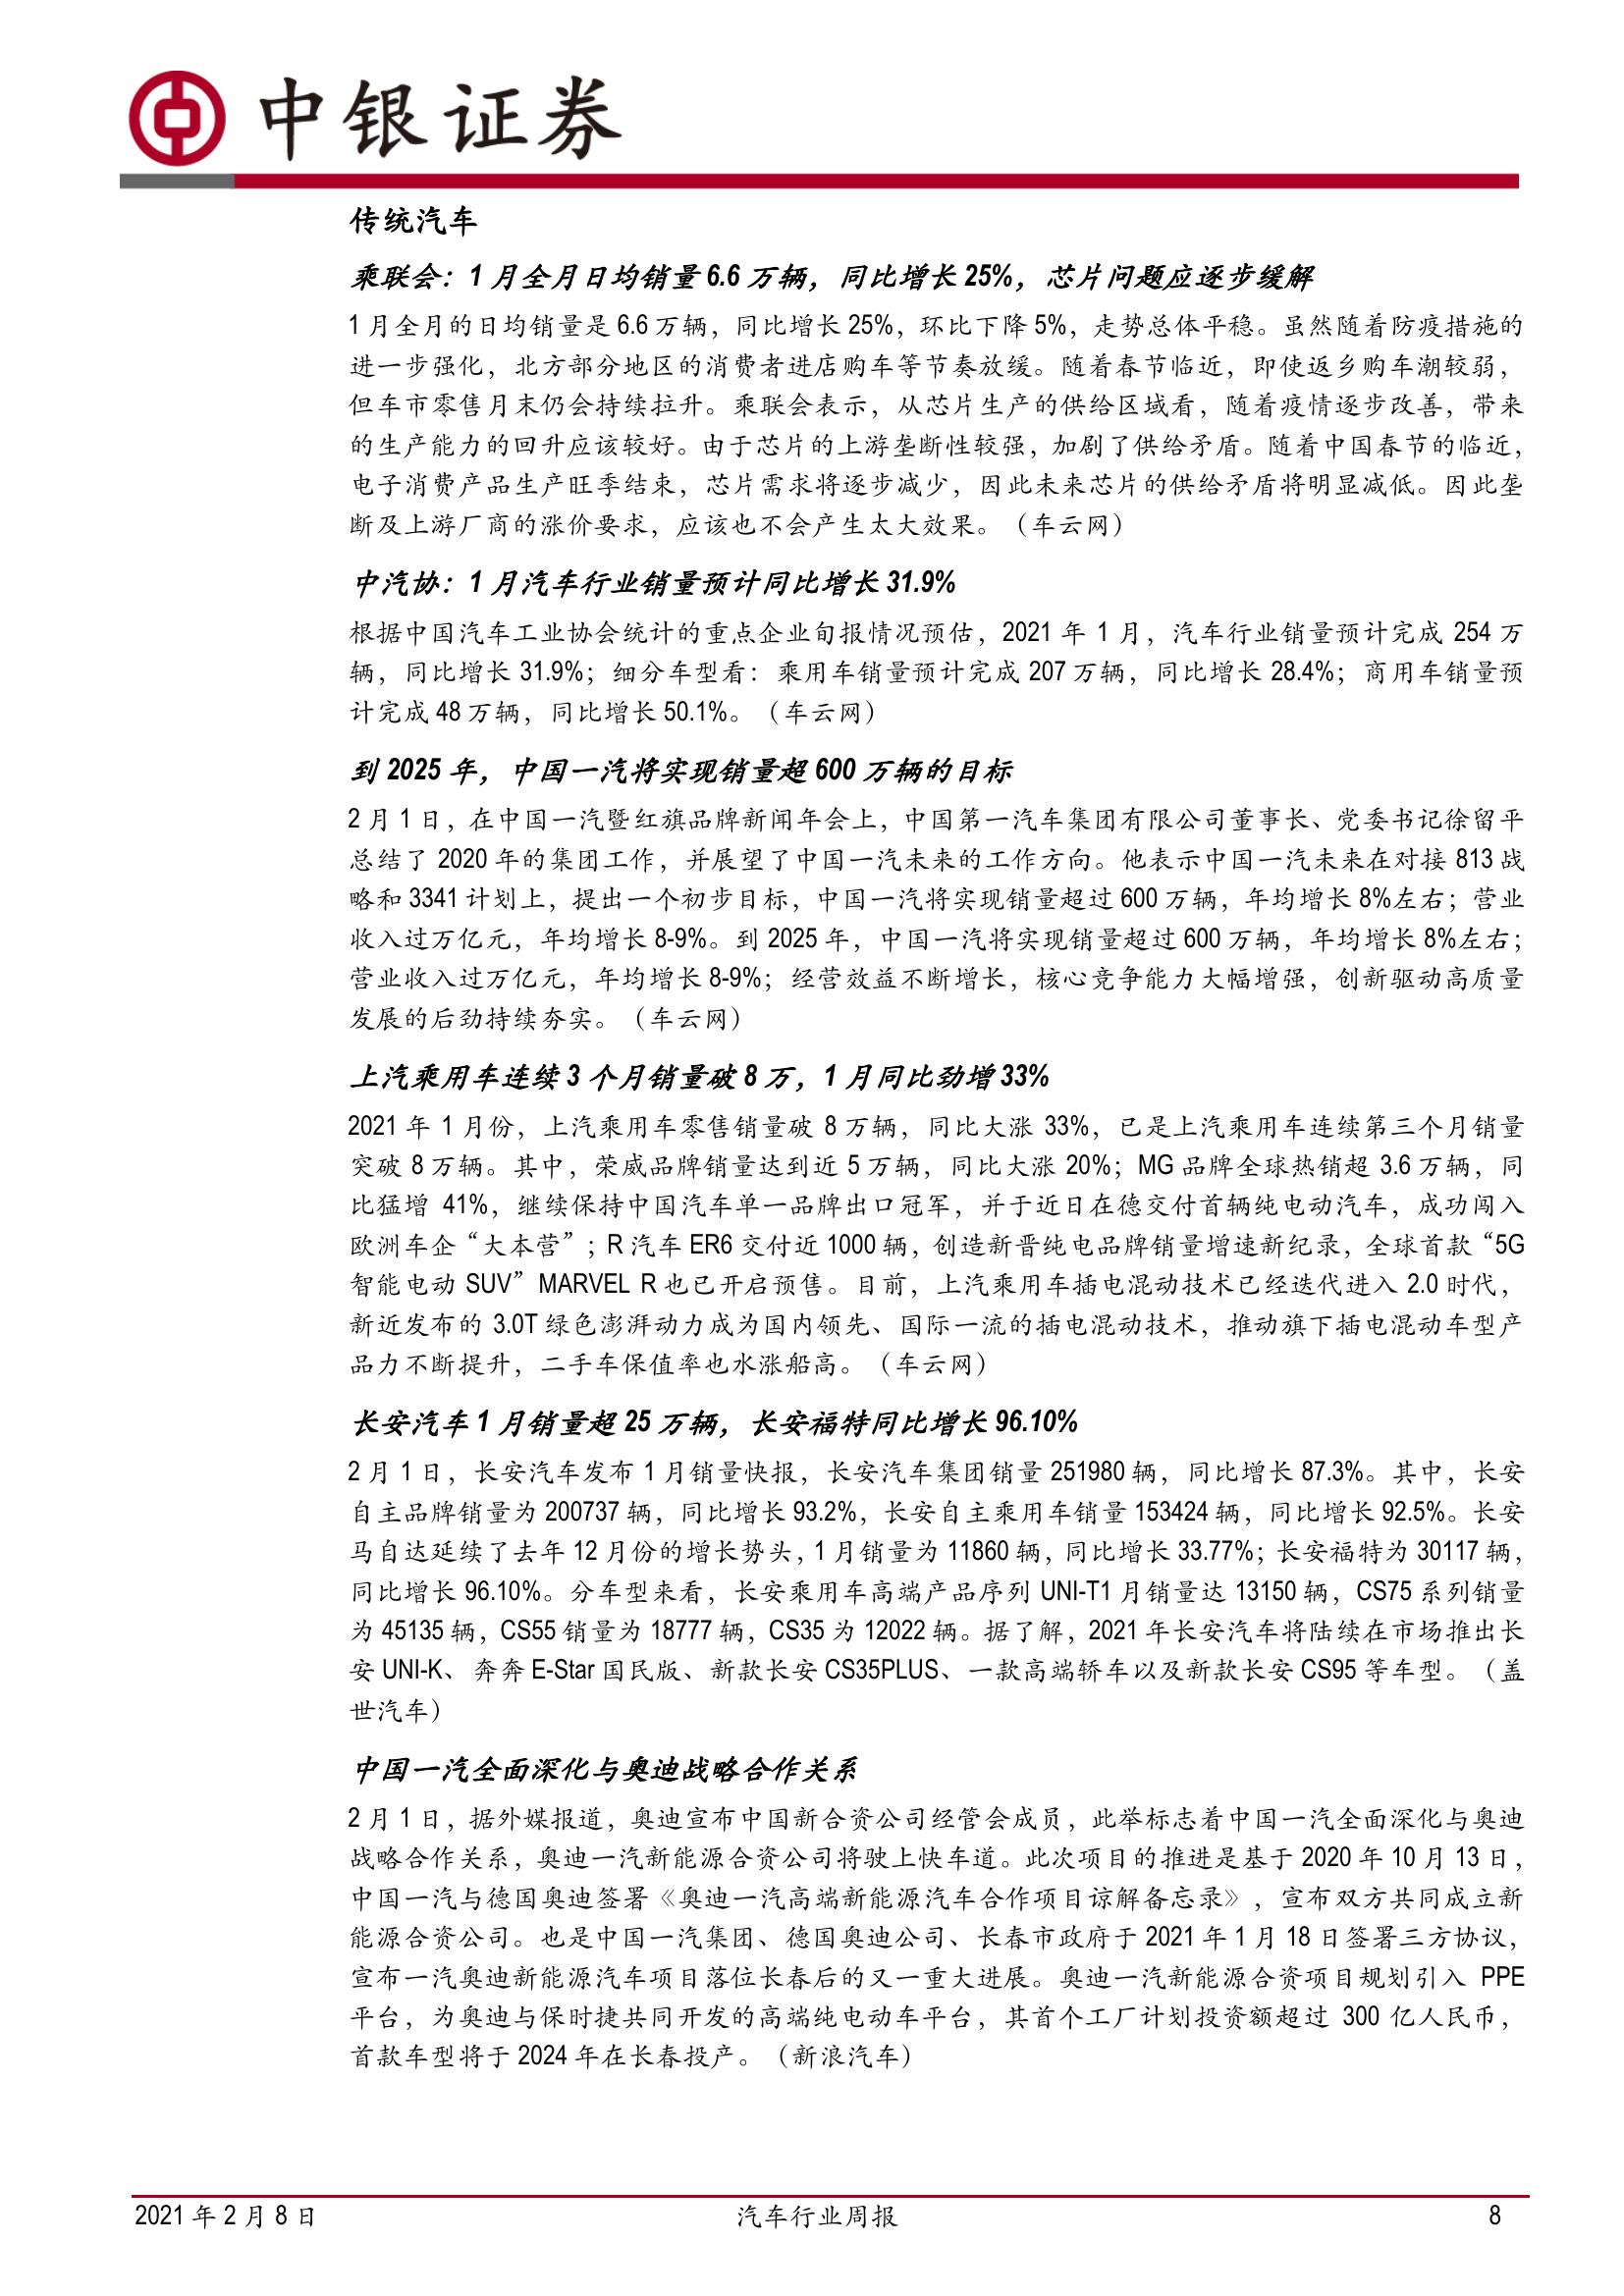 中银证券
传统汽车
乘联会：1 月全月日均销量 6.6 万辆，同比增长 25%，芯片问题应逐步缓解
1 月全月的日均销量是 6.6 万辆，同比增长 25%，环比下降 5%，走势总体平稳。虽然随着防疫措施的
进一步强化，北方部分地区的消费者进店购车等节奏放缓。随着春节临近，即使返乡购车潮较弱，
但车市零售月末仍会持续拉升。乘联会表示，从芯片生产的供给区域看，随着疫情逐步改善，带来
的生产能力的回升应该较好。由于芯片的上游垄断性较强，加剧了供给矛盾。随着中国春节的临近，
电子消费产品生产旺季结束，芯片需求将逐步减少，因此未来芯片的供给矛盾将明显减低。因此垄
断及上游厂商的涨价要求，应该也不会产生太大效果。（车云网）
中汽协：1 月汽车行业销量预计同比增长 31.9%
根据中国汽车工业协会统计的重点企业旬报情况预估，2021 年 1 月，汽车行业销量预计完成 254 万
辆，同比增长 31.9%；细分车型看：乘用车销量预计完成 207 万辆，同比增长 28.4%；商用车销量预
计完成 48 万辆，同比增长 50.1%。（车云网）
到 2025 年，中国一汽将实现销量超 600 万辆的目标
2 月 1 日，在中国一汽暨红旗品牌新闻年会上，中国第一汽车集团有限公司董事长、党委书记徐留平
总结了 2020 年的集团工作，并展望了中国一汽未来的工作方向。他表示中国一汽未来在对接 813 战
略和 3341 计划上，提出一个初步目标，中国一汽将实现销量超过 600 万辆，年均增长 8%左右；营业
收入过万亿元，年均增长 8-9%。到 2025 年，中国一汽将实现销量超过 600 万辆，年均增长 8%左右；
营业收入过万亿元，年均增长 8-9%；经营效益不断增长，核心竞争能力大幅增强，创新驱动高质量
发展的后劲持续夯实。（车云网）
上汽乘用车连续 3 个月销量破 8 万，1 月同比劲增 33%
2021 年 1 月份，上汽乘用车零售销量破 8 万辆，同比大涨 33%，已是上汽乘用车连续第三个月销量
突破 8 万辆。其中，荣威品牌销量达到近 5 万辆，同比大涨 20%；MG 品牌全球热销超 3.6 万辆，同
比猛增 41%，继续保持中国汽车单一品牌出口冠军，并于近日在德交付首辆纯电动汽车，成功闯入
欧洲车企“大本营”；R 汽车 ER6 交付近 1000 辆，创造新晋纯电品牌销量增速新纪录，全球首款“5G
智能电动 SUV”MARVEL R 也已开启预售。目前，上汽乘用车插电混动技术已经迭代进入 2.0 时代，
新近发布的 3.0T 绿色澎湃动力成为国内领先、国际一流的插电混动技术，推动旗下插电混动车型产
品力不断提升，二手车保值率也水涨船高。（车云网）
长安汽车 1 月销量超 25 万辆，长安福特同比增长 96.10%
2 月 1 日，长安汽车发布 1 月销量快报，长安汽车集团销量 251980 辆，同比增长 87.3%。其中，长安
自主品牌销量为 200737 辆，同比增长 93.2%，长安自主乘用车销量 153424 辆，同比增长 92.5%。长安
马自达延续了去年 12 月份的增长势头，1 月销量为 11860 辆，同比增长 33.77%；长安福特为 30117 辆，
同比增长 96.10%。分车型来看，长安乘用车高端产品序列 UNI-T1 月销量达 13150 辆，CS75 系列销量
为 45135 辆，CS55 销量为 18777 辆，CS35 为 12022 辆。据了解，2021 年长安汽车将陆续在市场推出长
安 UNI-K、 奔奔 E-Star 国民版、新款长安 CS35PLUS、一款高端轿车以及新款长安 CS95 等车型。（盖
世汽车）
中国一汽全面深化与奥迪战略合作关系
2 月 1 日，据外媒报道，奥迪宣布中国新合资公司经管会成员，此举标志着中国一汽全面深化与奥迪
战略合作关系，奥迪一汽新能源合资公司将驶上快车道。此次项目的推进是基于 2020 年 10 月 13 日，
中国一汽与德国奥迪签署《奥迪一汽高端新能源汽车合作项目谅解备忘录》，宣布双方共同成立新
能源合资公司。也是中国一汽集团、德国奥迪公司、长春市政府于 2021 年 1 月 18 日签署三方协议，
宣布一汽奥迪新能源汽车项目落位长春后的又一重大进展。奥迪一汽新能源合资项目规划引入 PPE
平台，为奥迪与保时捷共同开发的高端纯电动车平台，其首个工厂计划投资额超过 300 亿人民币，
首款车型将于 2024 年在长春投产。（新浪汽车）
2021 年 2 月 8 日
汽车行业周报
8